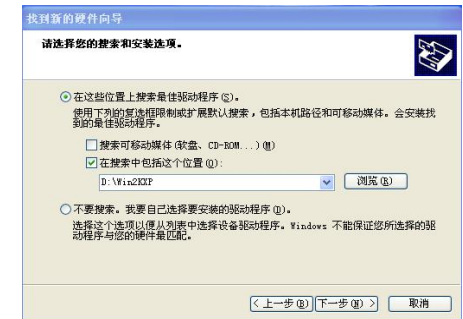 找到新的硬件向导
请选择您的搜索和安装选项。
在这些位置上搜索最佳驱动程序(S)。
使用下列的复选框限制或扩展默认搜索，包括本机路径和可移动媒体。会安装找
到的最佳驱动程序。
搜索可移动媒体(软盘、CD-ROM...)(M)
在搜索中包括这个位置(O):
D:\Win2KXP
浏览(R)
不要搜索。我要自己选择要安装的驱动程序(D)。
选择这个选项以便从列表中选择设备驱动程序。Windows 不能保证您所选择的驱
动程序与您的硬件最匹配。
< 上一步(B) 下一步(N) > 取消